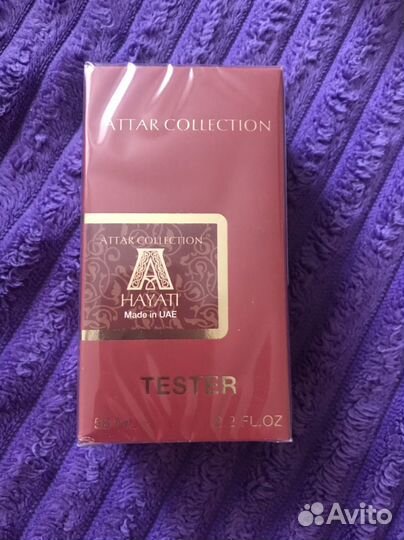 ATTAR COLLECTION
ATTAR COLLECTION
A
HAYATI
Made in UAE
TESTER
FL.OZ
Avito